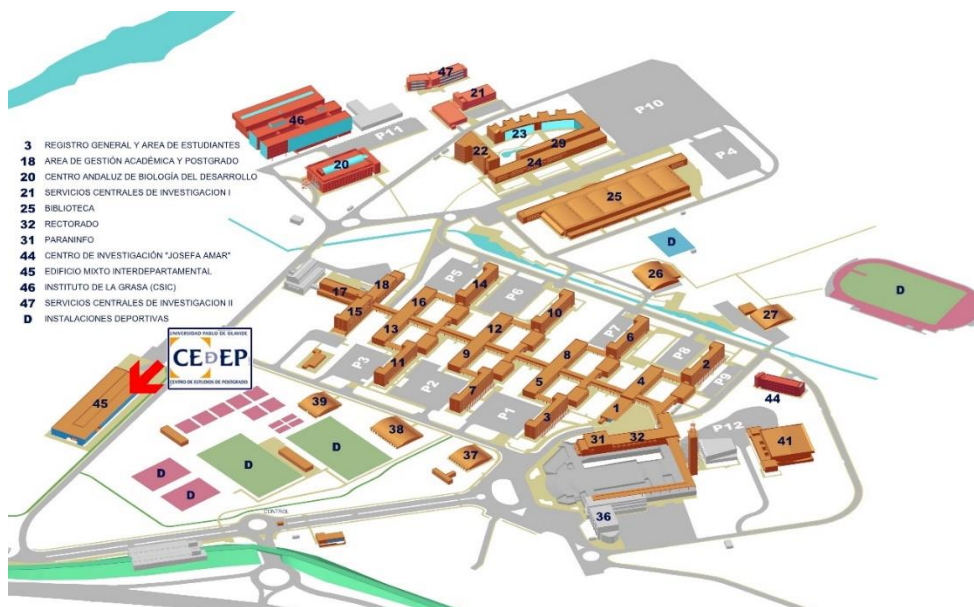 3 REGISTRO GENERAL Y AREA DE ESTUDIANTES
18 AREA DE GESTIÓN ACADÉMICA Y POSTGRADO
20 CENTRO ANDALUZ DE BIOLOGÍA DEL DESARROLLO
21 SERVICIOS CENTRALES DE INVESTIGACION I
25 BIBLIOTECA
32 RECTORADO
31 PARANINFO
44 CENTRO DE INVESTIGACIÓN "JOSEFA AMAR"
45 EDIFICIO MIXTO INTERDEPARTAMENTAL
46 INSTITUTO DE LA GRASA (CSIC)
47 SERVICIOS CENTRALES DE INVESTIGACION II
D INSTALACIONES DEPORTIVAS
UNIVERSIDAD PABLO DE OLAVIDE
CEDEP
CENTRO DE ESTUDIOS DE POSTGRADO
47
21
46
P11
P10
23
29
22
24
20
P4
25
D
26
D
27
18
17
P5
14
P6
16
15
10
13
12
P7
6
P3
11
9
8
P8
2
P2
7
5
4
P9
44
45
39
P1
3
1
38
31
32
P12
41
D
D
37
D
D
36
CONTROL